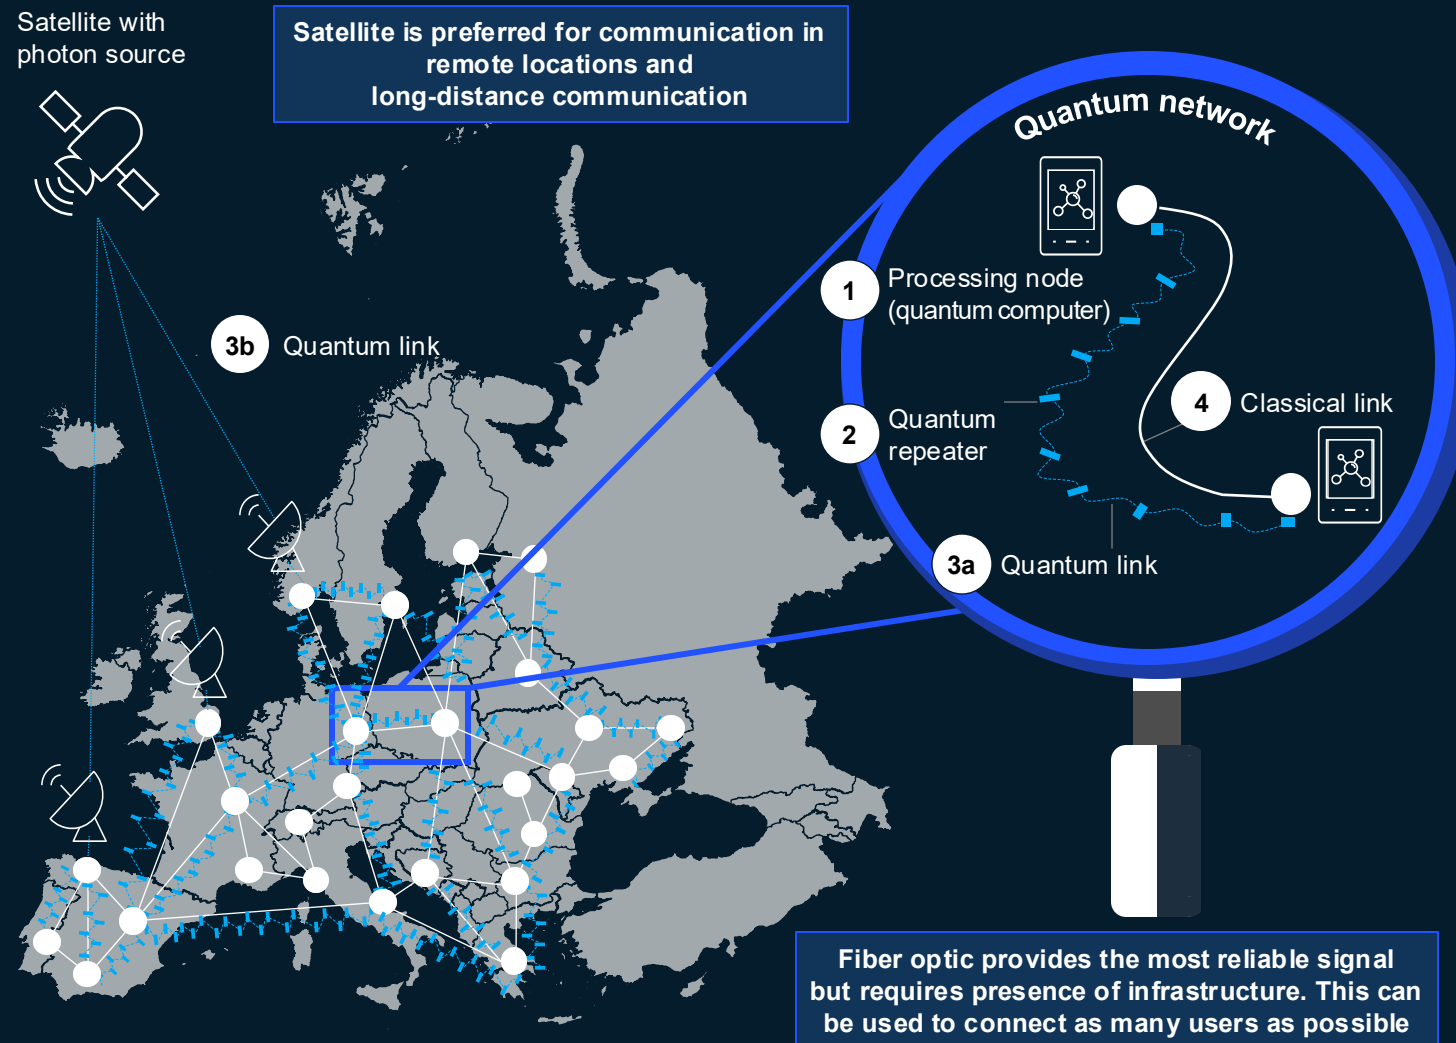 Satellite with
photon source
Satellite is preferred for communication in
remote locations and
long-distance communication
Quantum network
1
Processing node
(quantum computer)
3b
Quantum link
2
Quantum
repeater
4
Classical link
3a
Quantum link
Fiber optic provides the most reliable signal
but requires presence of infrastructure. This can
be used to connect as many users as possible